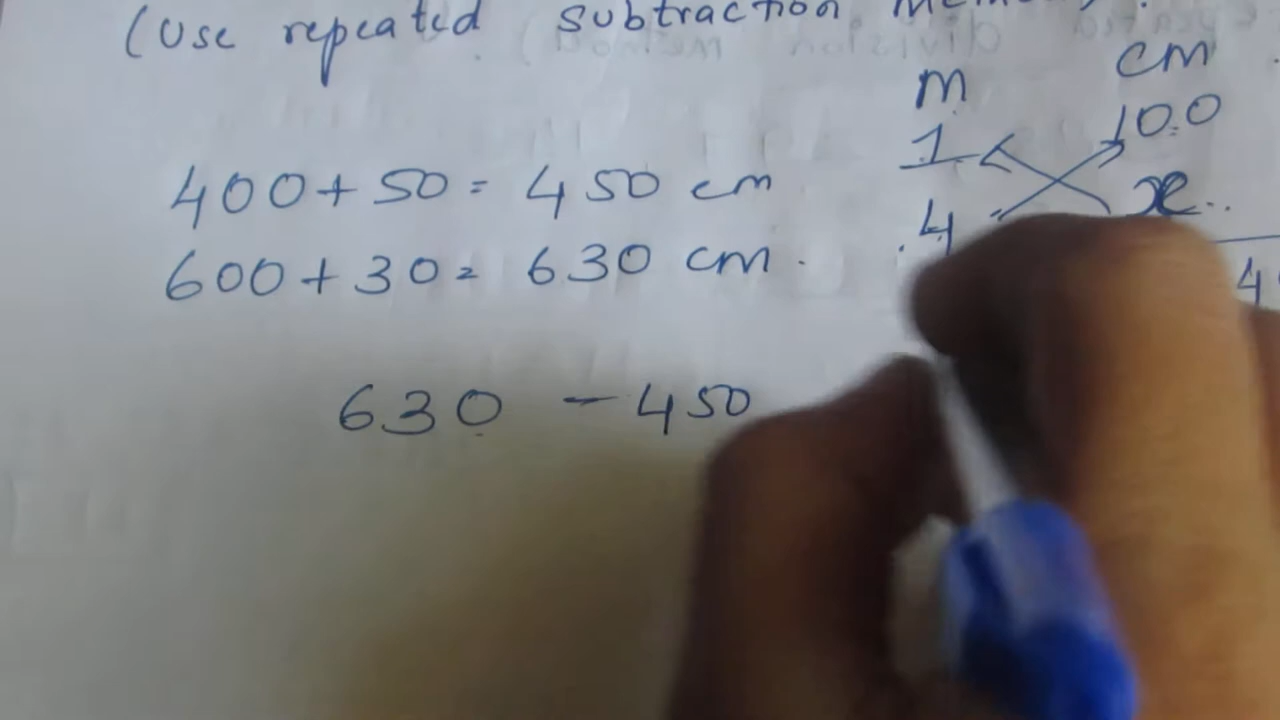 (Use repeated subtraction
m cm
1 100
4 x
400 + 50 = 450 cm
600 + 30 = 630 cm.
630 - 450